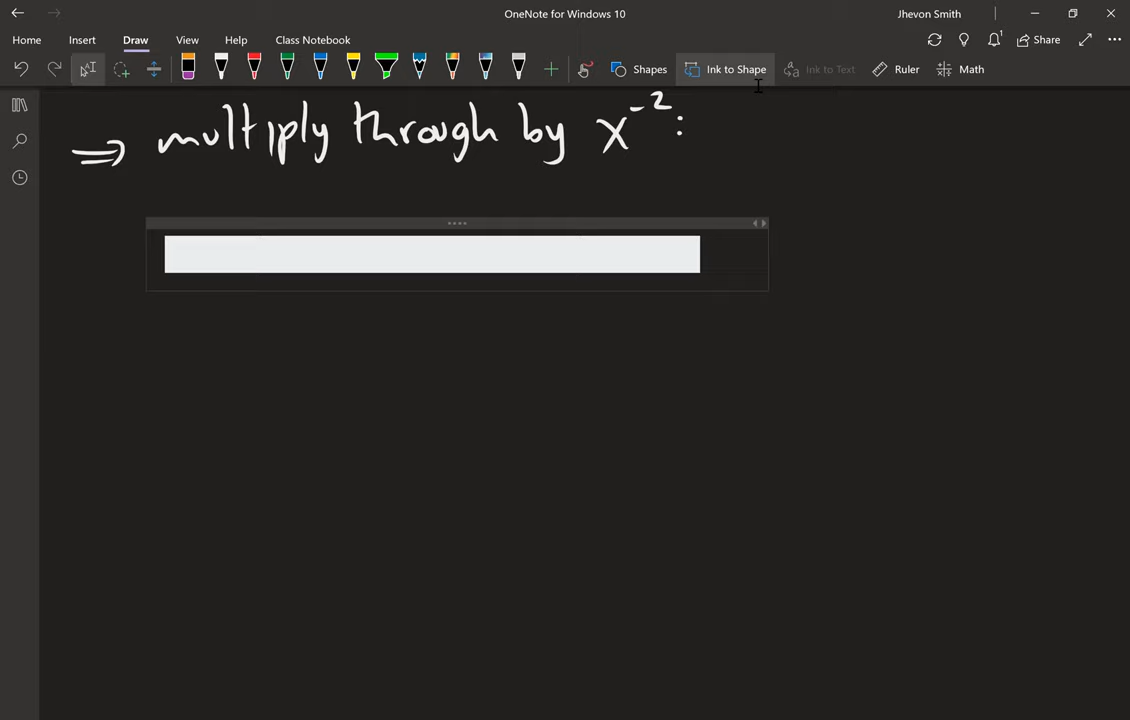 OneNote for Windows 10
Jhevon Smith
Home Insert Draw View Help Class Notebook
1
Share
Shapes Ink to Shape Ink to Text Ruler Math
⇒ multiply through by x⁻²: